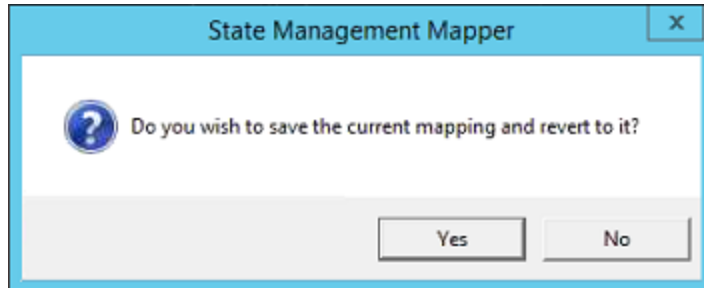 State Management Mapper
x
Do you wish to save the current mapping and revert to it?
Yes
No